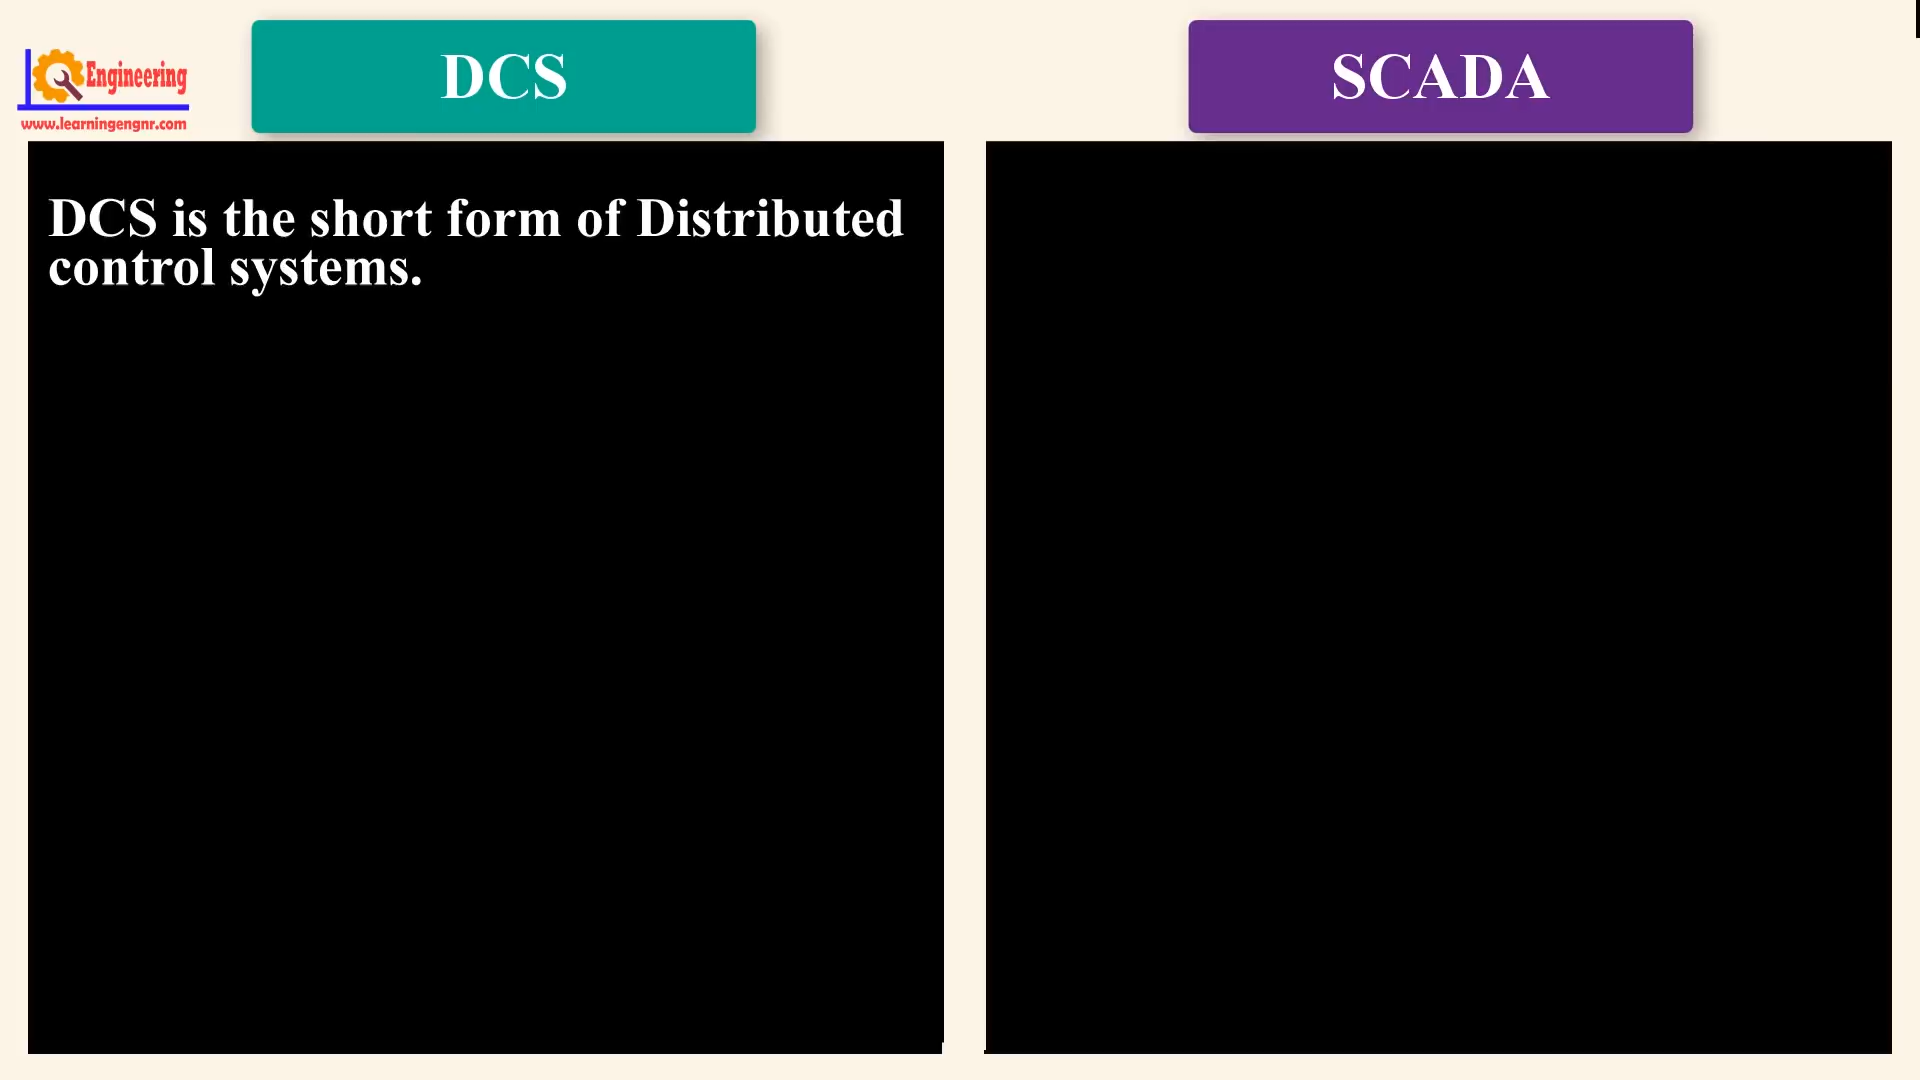 Engineering
www.learningengnr.com
DCS
SCADA
DCS is the short form of Distributed
control systems.